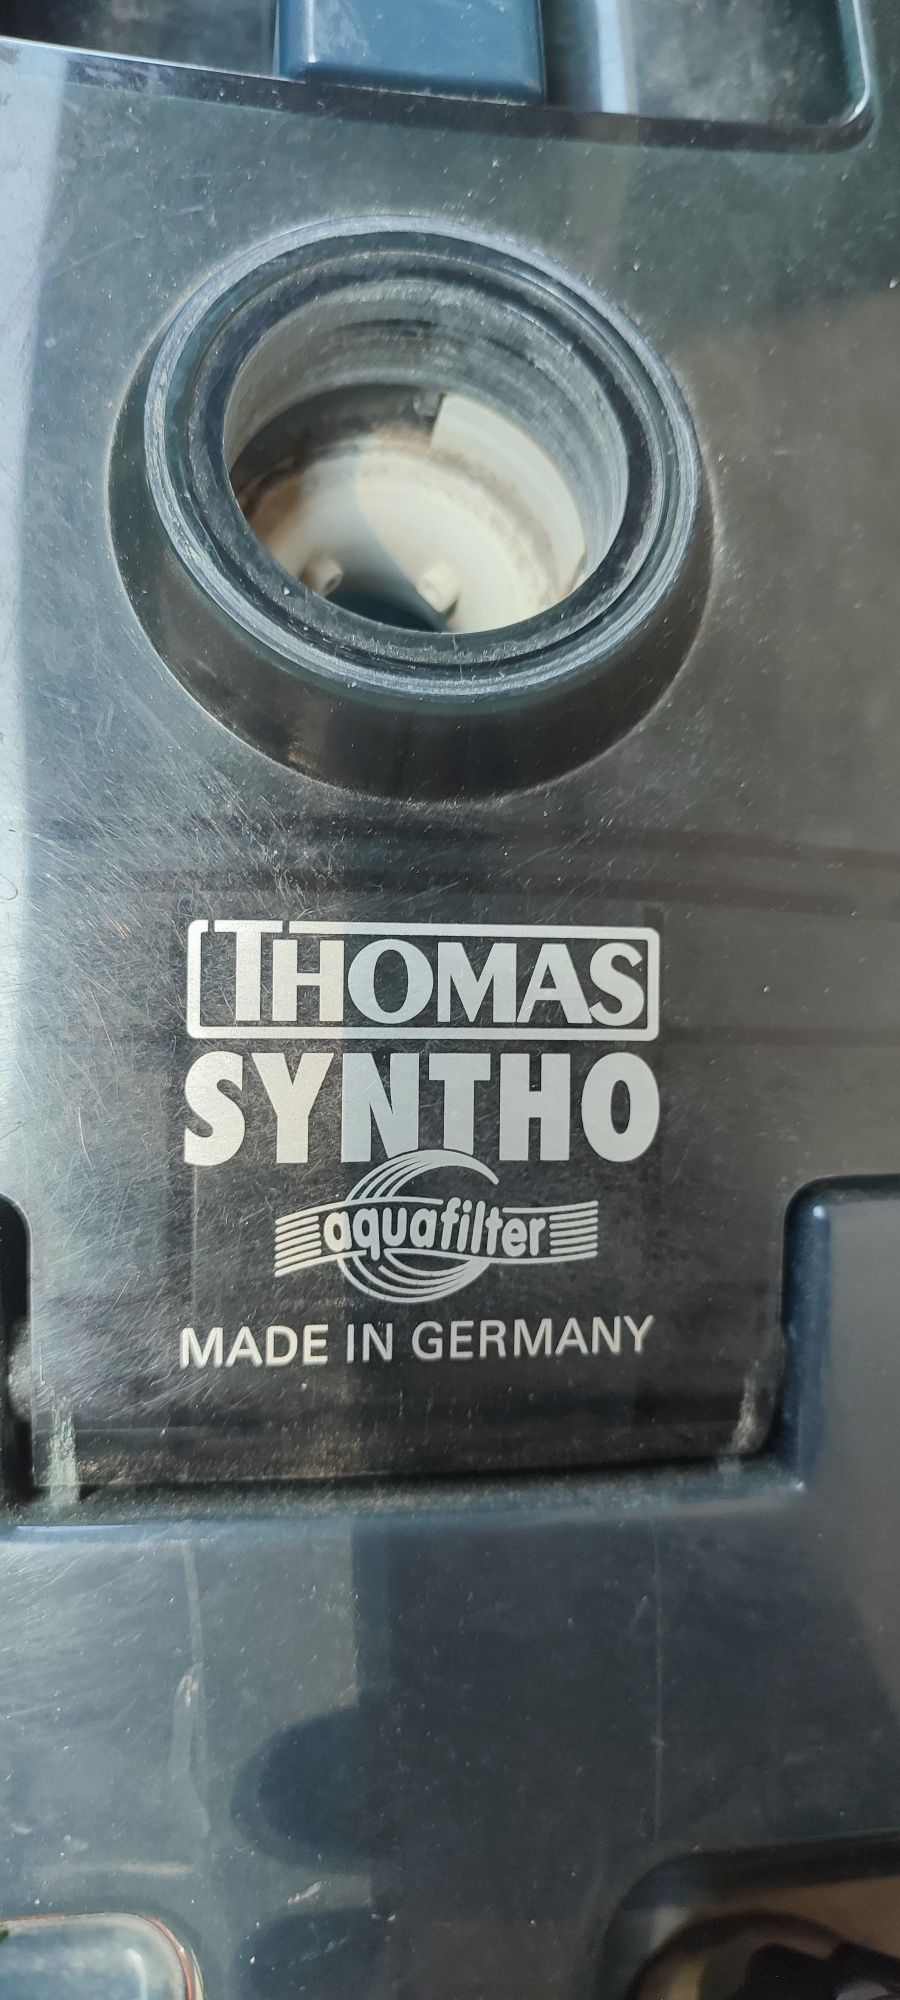 THOMAS
SYNTHO
aquafilter
MADE IN GERMANY